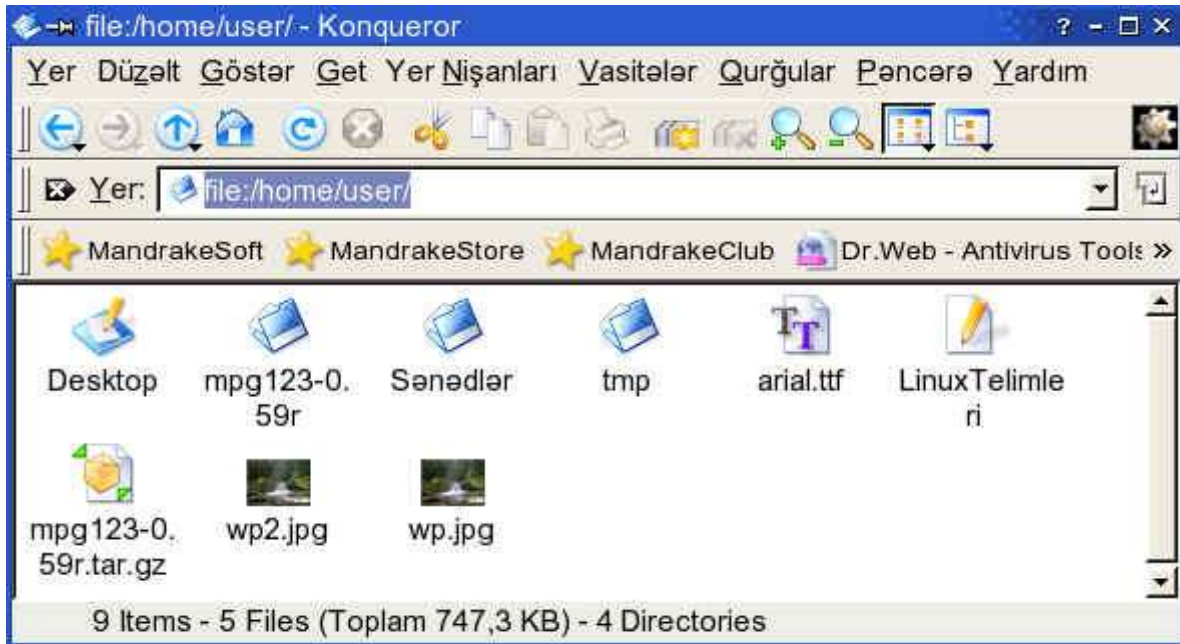 file:/home/user/ - Konqueror
Yer Düzəlt Göstər Get Yer Nişanları Vasitələr Qurğular Pəncərə Yardım
Yer: file:/home/user/
MandrakeSoft MandrakeStore MandrakeClub Dr.Web - Antivirus Tools »
Desktop mpg123-0. Sənədlər tmp arial.ttf LinuxTelimle
59r ri
mpg123-0. wp2.jpg wp.jpg
59r.tar.gz
9 Items - 5 Files (Toplam 747,3 KB) - 4 Directories